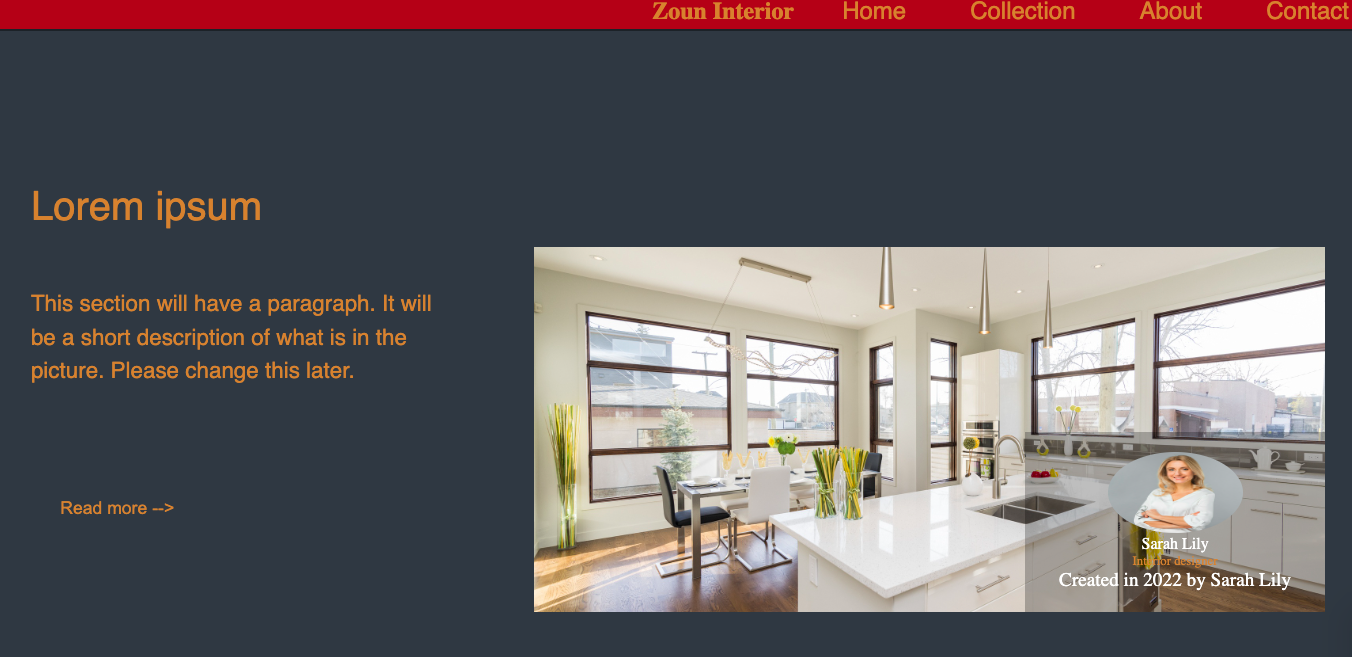 Zoun Interior Home Collection About Contact
Lorem ipsum
This section will have a paragraph. It will
be a short description of what is in the
picture. Please change this later.
Read more -->
Sarah Lily
Interior designer
Created in 2022 by Sarah Lily